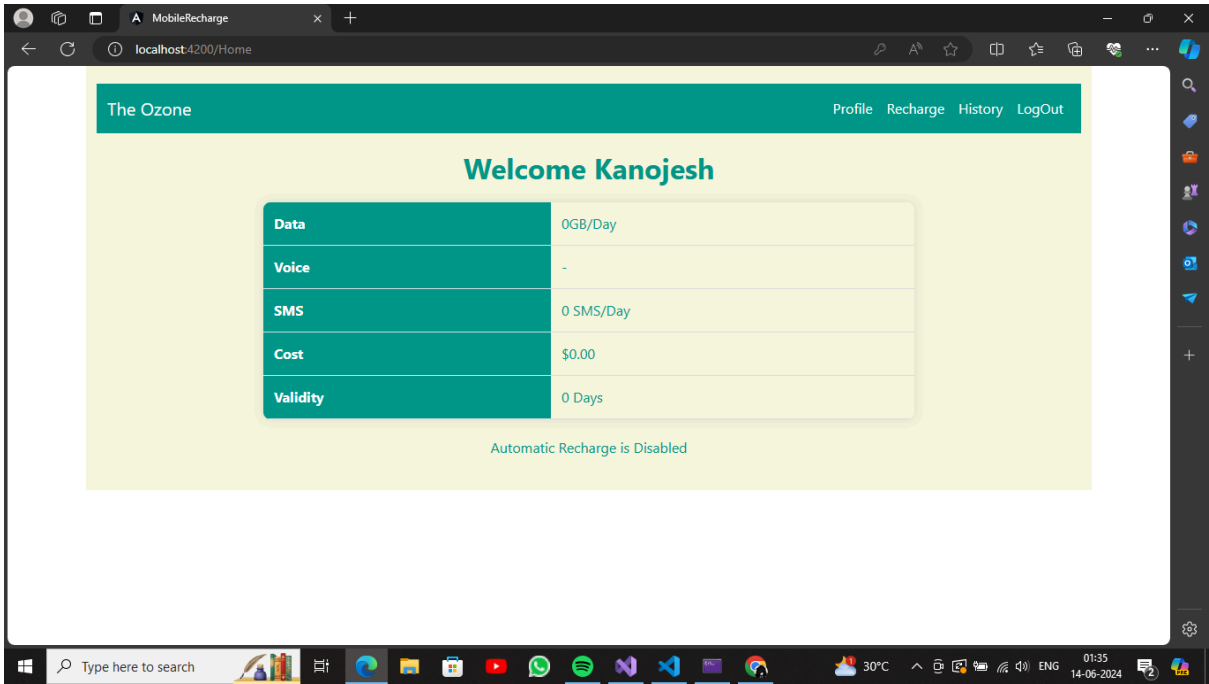 MobileRecharge
localhost:4200/Home
The Ozone
Profile Recharge History LogOut
Welcome Kanojesh
Data 0GB/Day
Voice -
SMS 0 SMS/Day
Cost $0.00
Validity 0 Days
Automatic Recharge is Disabled
Type here to search
30°C
ENG
01:35
14-06-2024
2